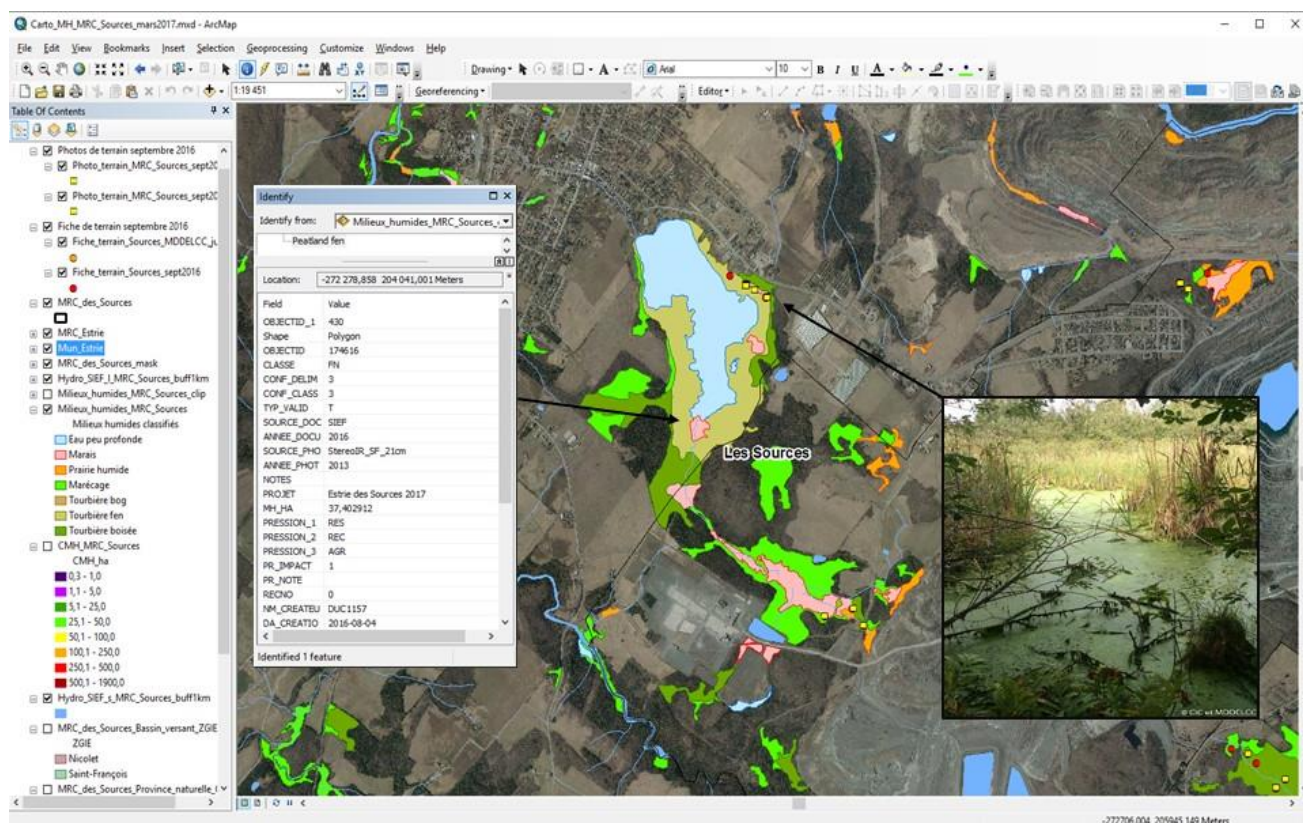 Carto_MH_MRC_Sources_mars2017.mxd - ArcMap
File Edit View Bookmarks Insert Selection Geoprocessing Customize Windows Help
Drawing Arial 10 B I U A
1:19 451 Georeferencing Editor
Table Of Contents
Photos de terrain septembre 2016
Photo_terrain_MRC_Sources_sept20
Photo_terrain_MRC_Sources_sept20
Fiche de terrain septembre 2016
Fiche_terrain_Sources_MDDELCC_ju
Fiche_terrain_Sources_sept2016
MRC_des_Sources
MRC_Estrie
Mun_Estrie
MRC_des_Sources_mask
Hydro_SIEF_l_MRC_Sources_buff1km
Milieux_humides_MRC_Sources_clip
Milieux_humides_MRC_Sources
Milieux humides classifiés
Eau peu profonde
Marais
Prairie humide
Marécage
Tourbière bog
Tourbière fen
Tourbière boisée
CMH_MRC_Sources
CMH_ha
0,3 - 1,0
1,1 - 5,0
5,1 - 25,0
25,1 - 50,0
50,1 - 100,0
100,1 - 250,0
250,1 - 500,0
500,1 - 1900,0
Hydro_SIEF_s_MRC_Sources_buff1km
MRC_des_Sources_Bassin_versant_ZGIE
ZGIE
Nicolet
Saint-François
MRC_des_Sources_Province_naturelle_
Identify
Identify from: Milieux_humides_MRC_Sources_
Peatland fen
Location: -272 278,858 204 041,001 Meters
Field Value
OBJECTID_1 430
Shape Polygon
OBJECTID 174616
CLASSE FN
CONF_DELIM 3
CONF_CLASS 3
TYP_VALID T
SOURCE_DOC SIEF
ANNEE_DOCU 2016
SOURCE_PHO StereoIR_SF_21cm
ANNEE_PHOT 2013
NOTES
PROJET Estrie des Sources 2017
MH_HA 37,402912
PRESSION_1 RES
PRESSION_2 REC
PRESSION_3 AGR
PR_IMPACT 1
PR_NOTE
RECNO 0
NM_CREATEU DUC1157
DA_CREATIO 2016-08-04
Identified 1 feature
Les Sources
© CIC et MDDELCC
-272706,004 205945,149 Meters